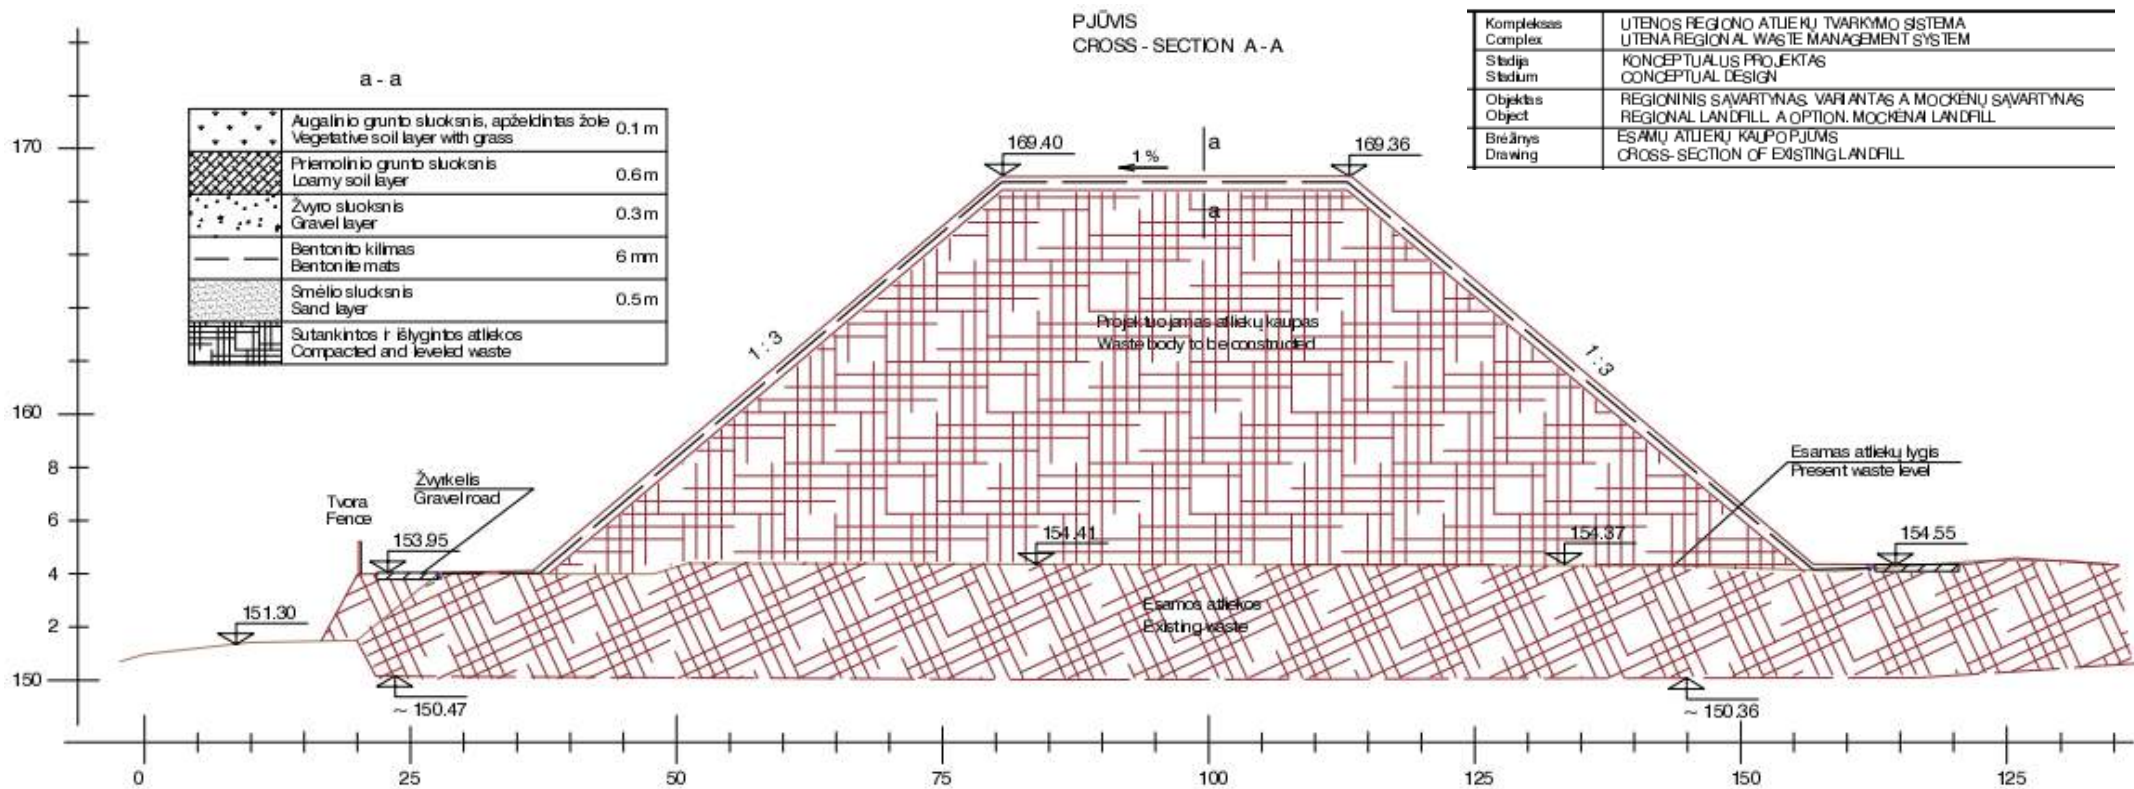 PJŪVIS
CROSS - SECTION A - A
Kompleksas
Complex
UTENOS REGIONO ATLIEKŲ TVARKYMO SISTEMA
UTENA REGIONAL WASTE MANAGEMENT SYSTEM
Stadija
Stadium
KONCEPTUALUS PROJEKTAS
CONCEPTUAL DESIGN
Objektas
Object
REGIONINIS SĄVARTYNAS. VARIANTAS A MOCKĖNŲ SĄVARTYNAS
REGIONAL LANDFILL. A OPTION. MOCKĖNAI LANDFILL
Brėžinys
Drawing
ESAMŲ ATLIEKŲ KAUPO PJŪVIS
CROSS- SECTION OF EXISTING LANDFILL
a - a
Augalinio grunto sluoksnis, apželdintas žole
Vegetative soil layer with grass
0.1 m
Priemolinio grunto sluoksnis
Loamy soil layer
0.6 m
Žvyro sluoksnis
Gravel layer
0.3 m
Bentonito kilimas
Bentonite mats
6 mm
Smėlio sluoksnis
Sand layer
0.5 m
Sutankintos ir išlygintos atliekos
Compacted and leveled waste
170
160
8
6
4
2
150
169.40
1 %
a
169.36
a
1 : 3
1 : 3
Projektuojamas atliekų kaupas
Waste body to be constructed
Žvyrkelis
Gravel road
Tvora
Fence
Esamas atliekų lygis
Present waste level
153.95
154.41
154.37
154.55
151.30
Esamos atliekos
Existing waste
~ 150.47
~ 150.36
0
25
50
75
100
125
150
125